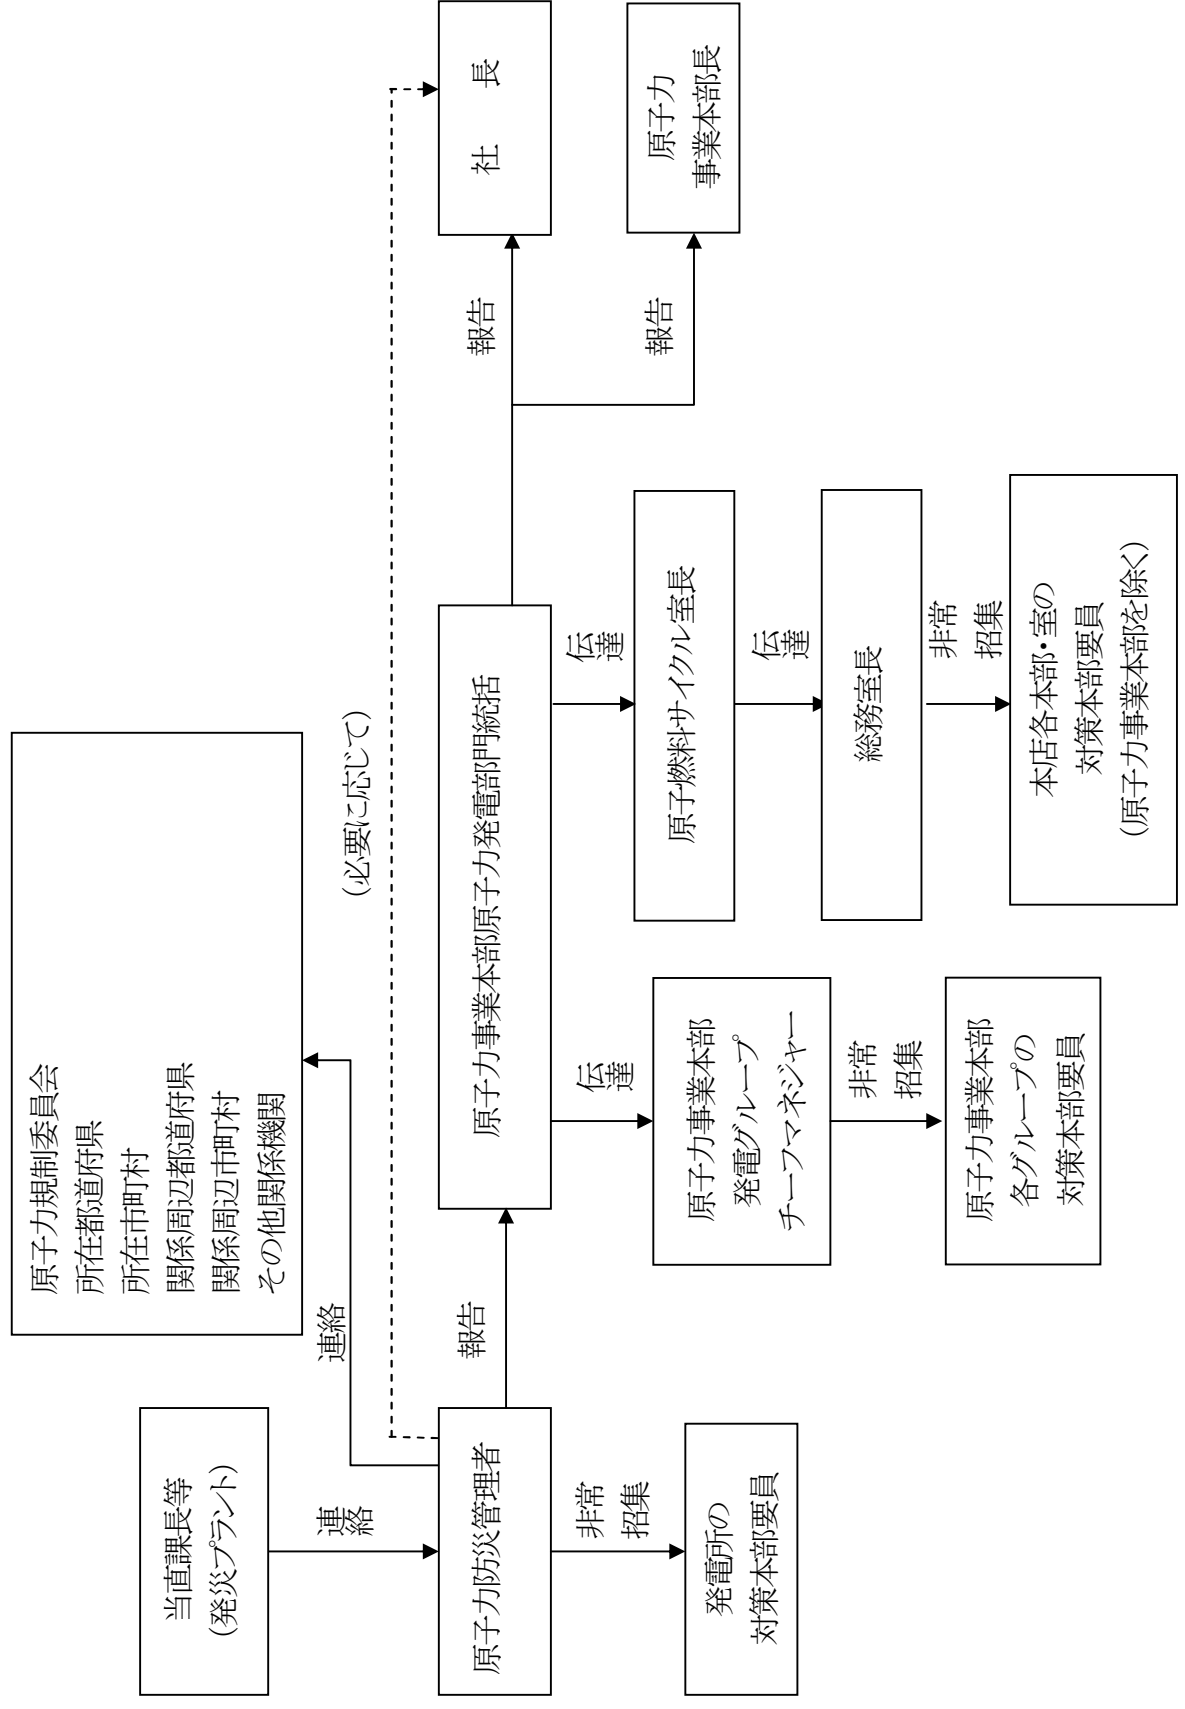 原子力規制委員会
所在都道府県
所在市町村
関係周辺都道府県
関係周辺市町村
その他関係機関
当直課長等
(発災プラント)
連絡
連絡
(必要に応じて)
原子力防災管理者
報告
原子力事業本部原子力発電部門統括
報告
社　長
報告
原子力
事業本部長
非常
招集
発電所の
対策本部要員
伝達
原子力事業本部
発電グループ
チーフマネジャー
非常
招集
原子力事業本部
各グループの
対策本部要員
伝達
原子燃料サイクル室長
伝達
総務室長
非常
招集
本店各本部・室の
対策本部要員
(原子力事業本部を除く)